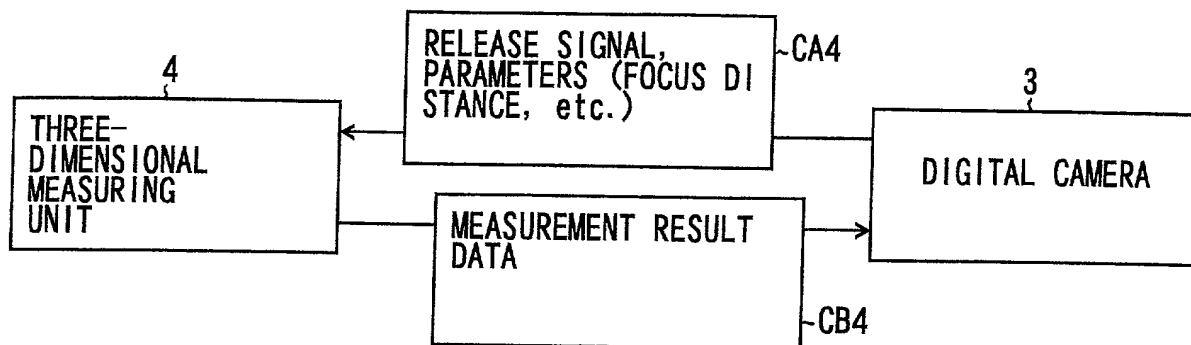 4
THREE-
DIMENSIONAL
MEASURING
UNIT
RELEASE SIGNAL,
PARAMETERS (FOCUS DI
STANCE, etc.)
CA4
MEASUREMENT RESULT
DATA
CB4
3
DIGITAL CAMERA